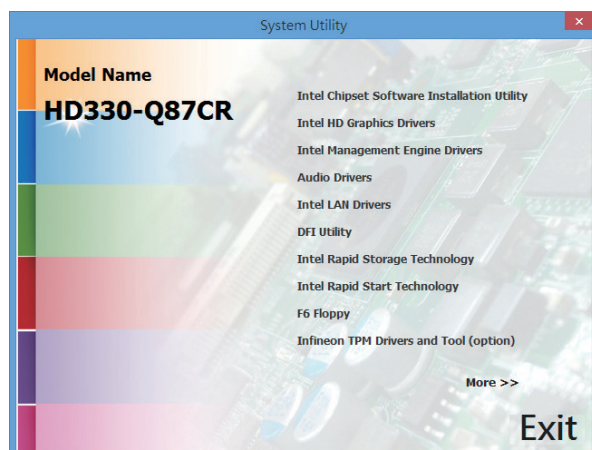 System Utility
Model Name
HD330-Q87CR
Intel Chipset Software Installation Utility
Intel HD Graphics Drivers
Intel Management Engine Drivers
Audio Drivers
Intel LAN Drivers
DFI Utility
Intel Rapid Storage Technology
Intel Rapid Start Technology
F6 Floppy
Infineon TPM Drivers and Tool (option)
More >>
Exit